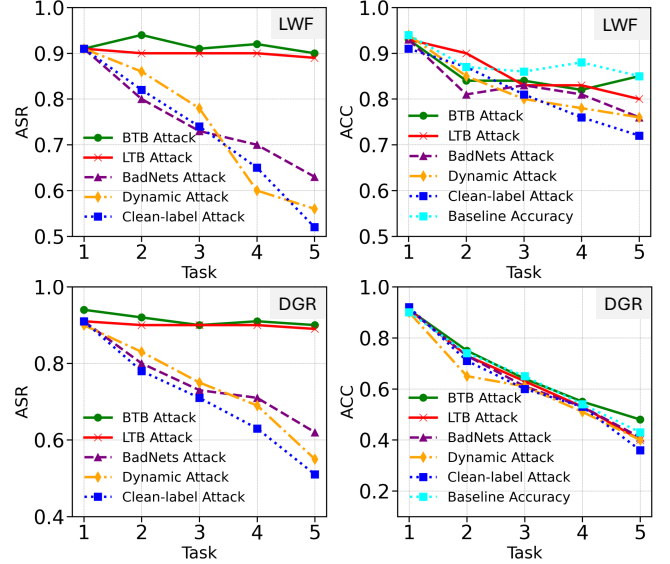 LWF
ASR
1.0
0.9
0.8
0.7
0.6
0.5
BTB Attack
LTB Attack
BadNets Attack
Dynamic Attack
Clean-label Attack
1 2 3 4 5
Task
LWF
ACC
1.0
0.9
0.8
0.7
0.6
0.5
BTB Attack
LTB Attack
BadNets Attack
Dynamic Attack
Clean-label Attack
Baseline Accuracy
1 2 3 4 5
Task
DGR
ASR
1.0
0.8
0.6
0.4
BTB Attack
LTB Attack
BadNets Attack
Dynamic Attack
Clean-label Attack
1 2 3 4 5
Task
DGR
ACC
1.0
0.8
0.6
0.4
0.2
BTB Attack
LTB Attack
BadNets Attack
Dynamic Attack
Clean-label Attack
Baseline Accuracy
1 2 3 4 5
Task